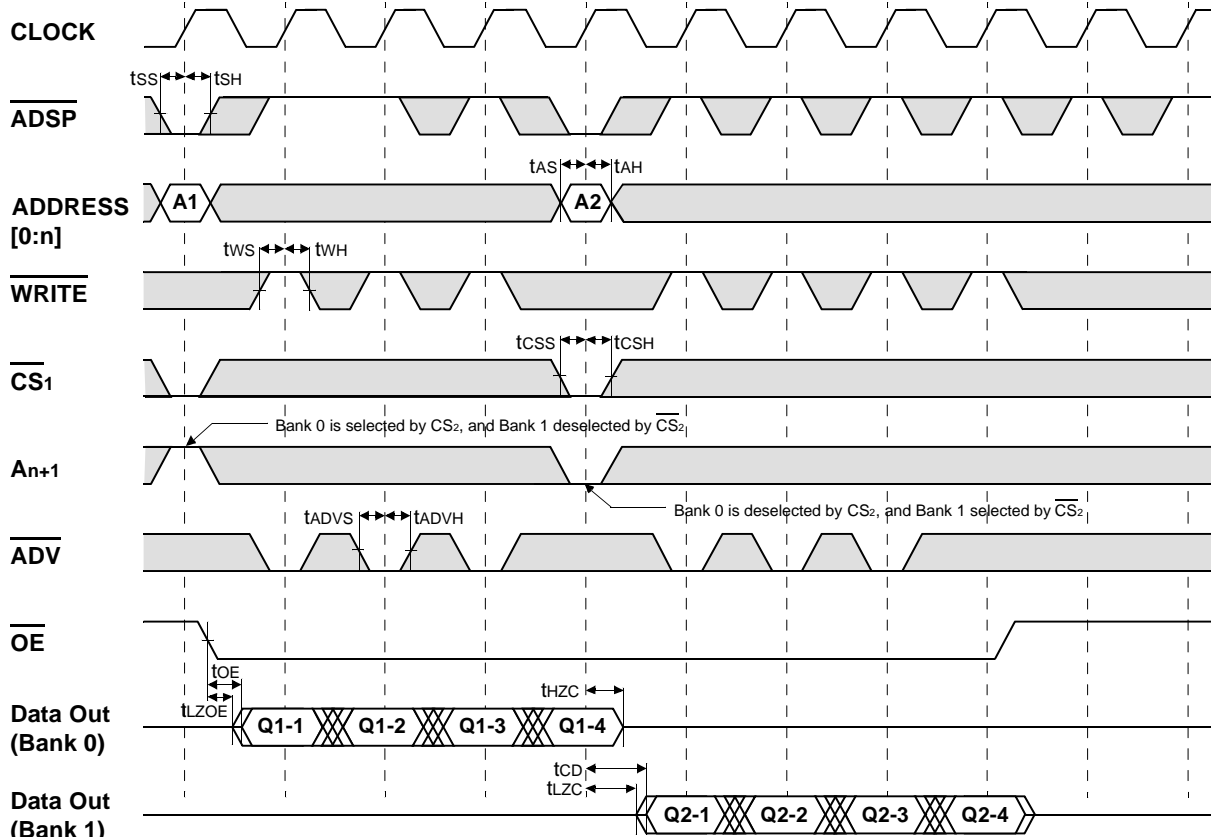 CLOCK
tSS tSH
ADSP
tAS tAH
ADDRESS
[0:n]
A1 A2
tWS tWH
WRITE
tCSS tCSH
CS1
Bank 0 is selected by CS2, and Bank 1 deselected by CS2
An+1
Bank 0 is deselected by CS2, and Bank 1 selected by CS2
tADVS tADVH
ADV
OE
tOE
tHZC
tLZOE
Data Out
(Bank 0)
Q1-1 Q1-2 Q1-3 Q1-4
tCD
tLZC
Data Out
(Bank 1)
Q2-1 Q2-2 Q2-3 Q2-4